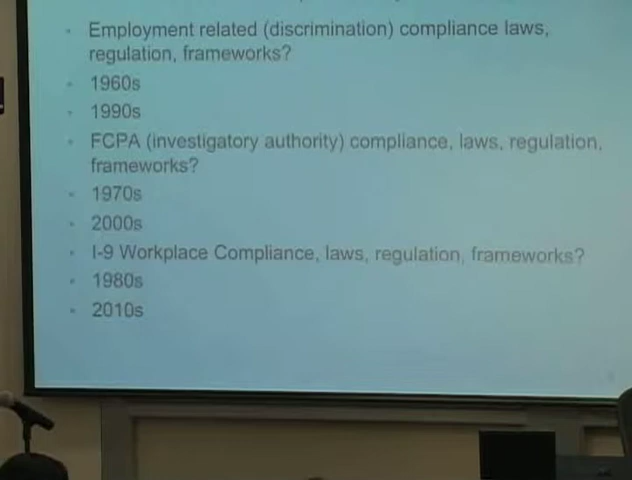 Employment related (discrimination) compliance laws,
regulation, frameworks?
1960s
1990s
FCPA (investigatory authority) compliance, laws, regulation,
frameworks?
1970s
2000s
I-9 Workplace Compliance, laws, regulation, frameworks?
1980s
2010s